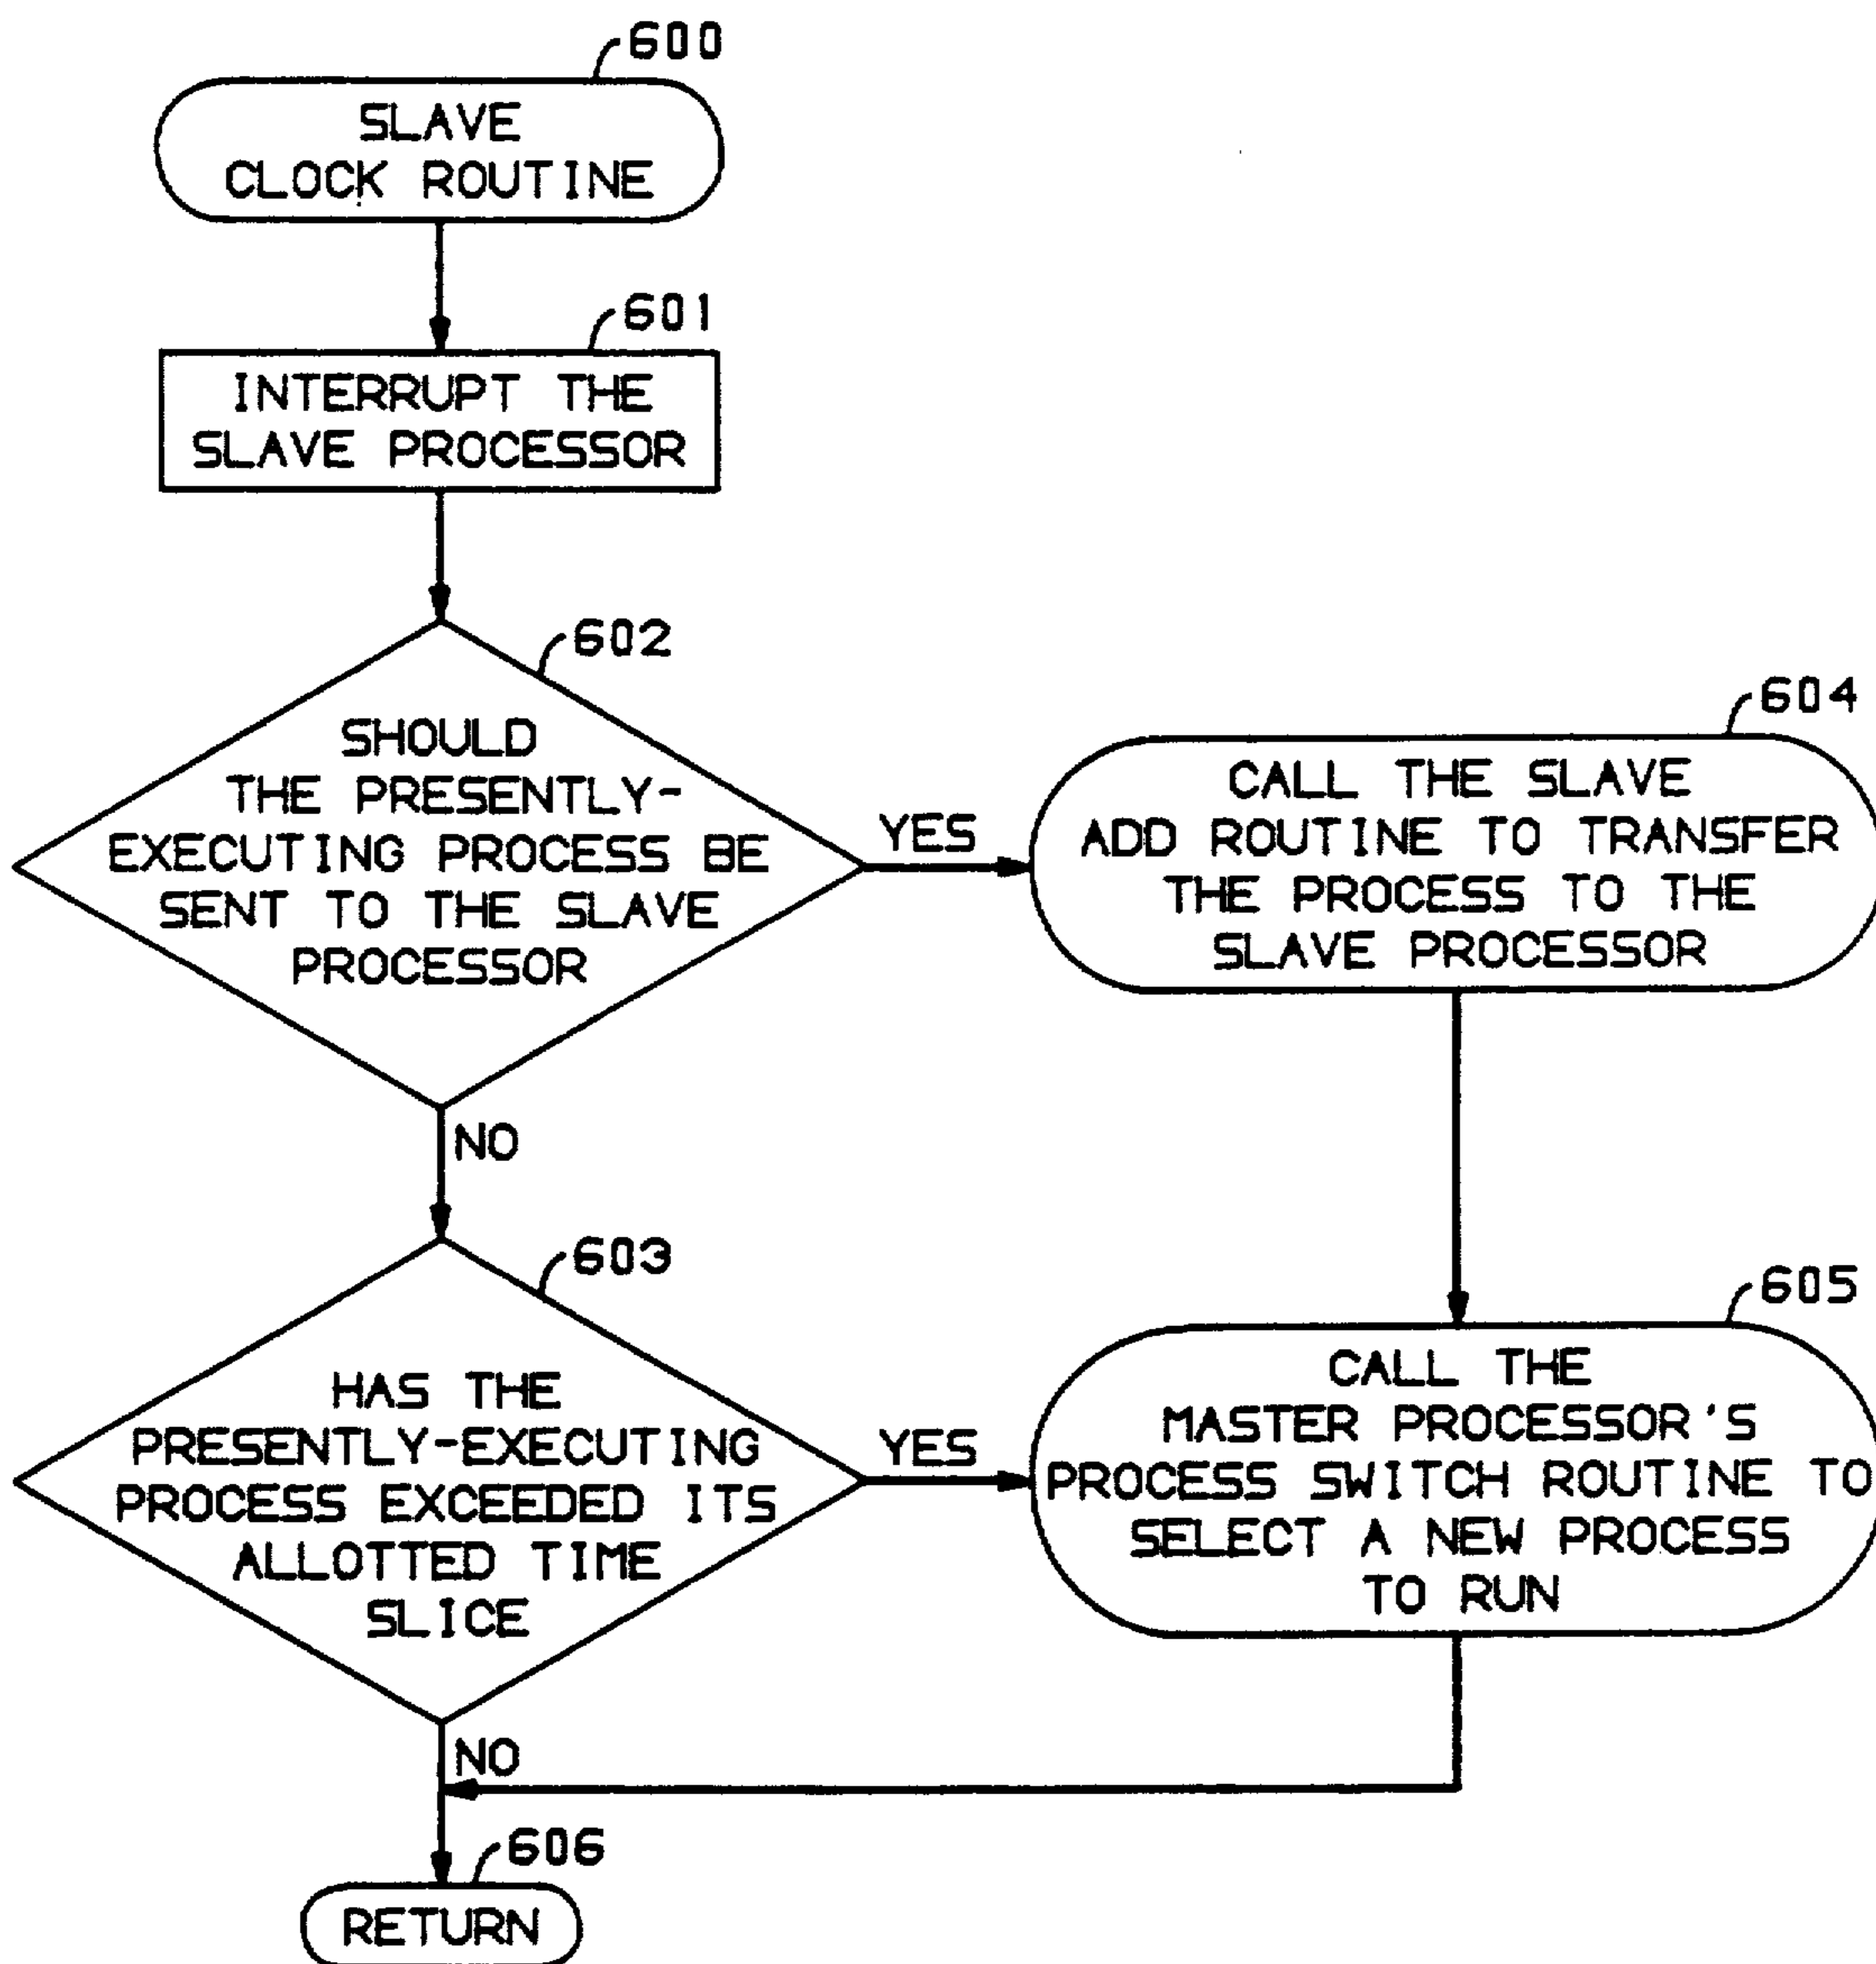 600
SLAVE
CLOCK ROUTINE
601
INTERRUPT THE
SLAVE PROCESSOR
602
SHOULD
THE PRESENTLY-
EXECUTING PROCESS BE
SENT TO THE SLAVE
PROCESSOR
YES
604
CALL THE SLAVE
ADD ROUTINE TO TRANSFER
THE PROCESS TO THE
SLAVE PROCESSOR
NO
603
HAS THE
PRESENTLY-EXECUTING
PROCESS EXCEEDED ITS
ALLOTTED TIME
SLICE
YES
605
CALL THE
MASTER PROCESSOR'S
PROCESS SWITCH ROUTINE TO
SELECT A NEW PROCESS
TO RUN
NO
606
RETURN